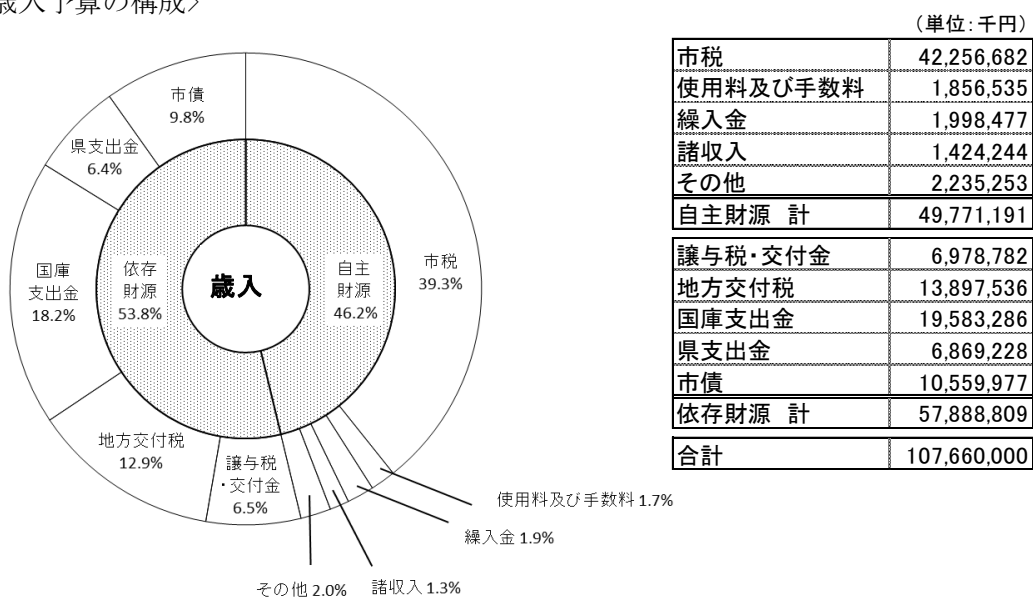 歳入予算の構成>
(単位:千円)
市債
9.8%
県支出金
6.4%
国庫
支出金
18.2%
依存
財源
53.8%
歳入
自主
財源
46.2%
市税
39.3%
地方交付税
12.9%
譲与税
・交付金
6.5%
使用料及び手数料 1.7%
繰入金 1.9%
その他 2.0%
諸収入 1.3%
市税 42,256,682
使用料及び手数料 1,856,535
繰入金 1,998,477
諸収入 1,424,244
その他 2,235,253
自主財源 計 49,771,191
譲与税・交付金 6,978,782
地方交付税 13,897,536
国庫支出金 19,583,286
県支出金 6,869,228
市債 10,559,977
依存財源 計 57,888,809
合計 107,660,000